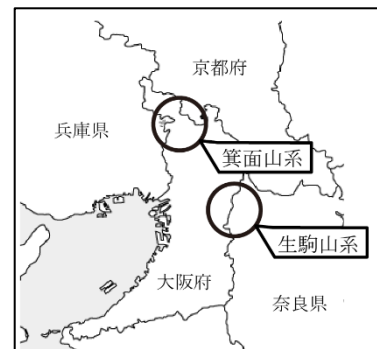 京都府
兵庫県
箕面山系
生駒山系
大阪府
奈良県